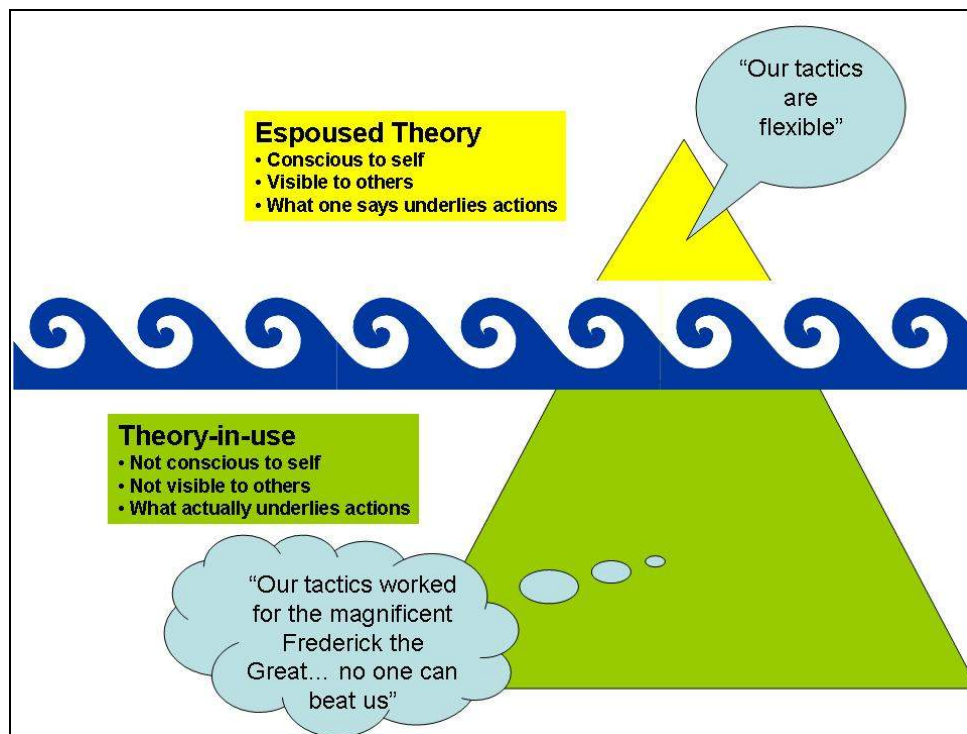 “Our tactics
are
flexible”
Espoused Theory
• Conscious to self
• Visible to others
• What one says underlies actions
Theory-in-use
• Not conscious to self
• Not visible to others
• What actually underlies actions
“Our tactics worked
for the magnificent
Frederick the
Great... no one can
beat us”